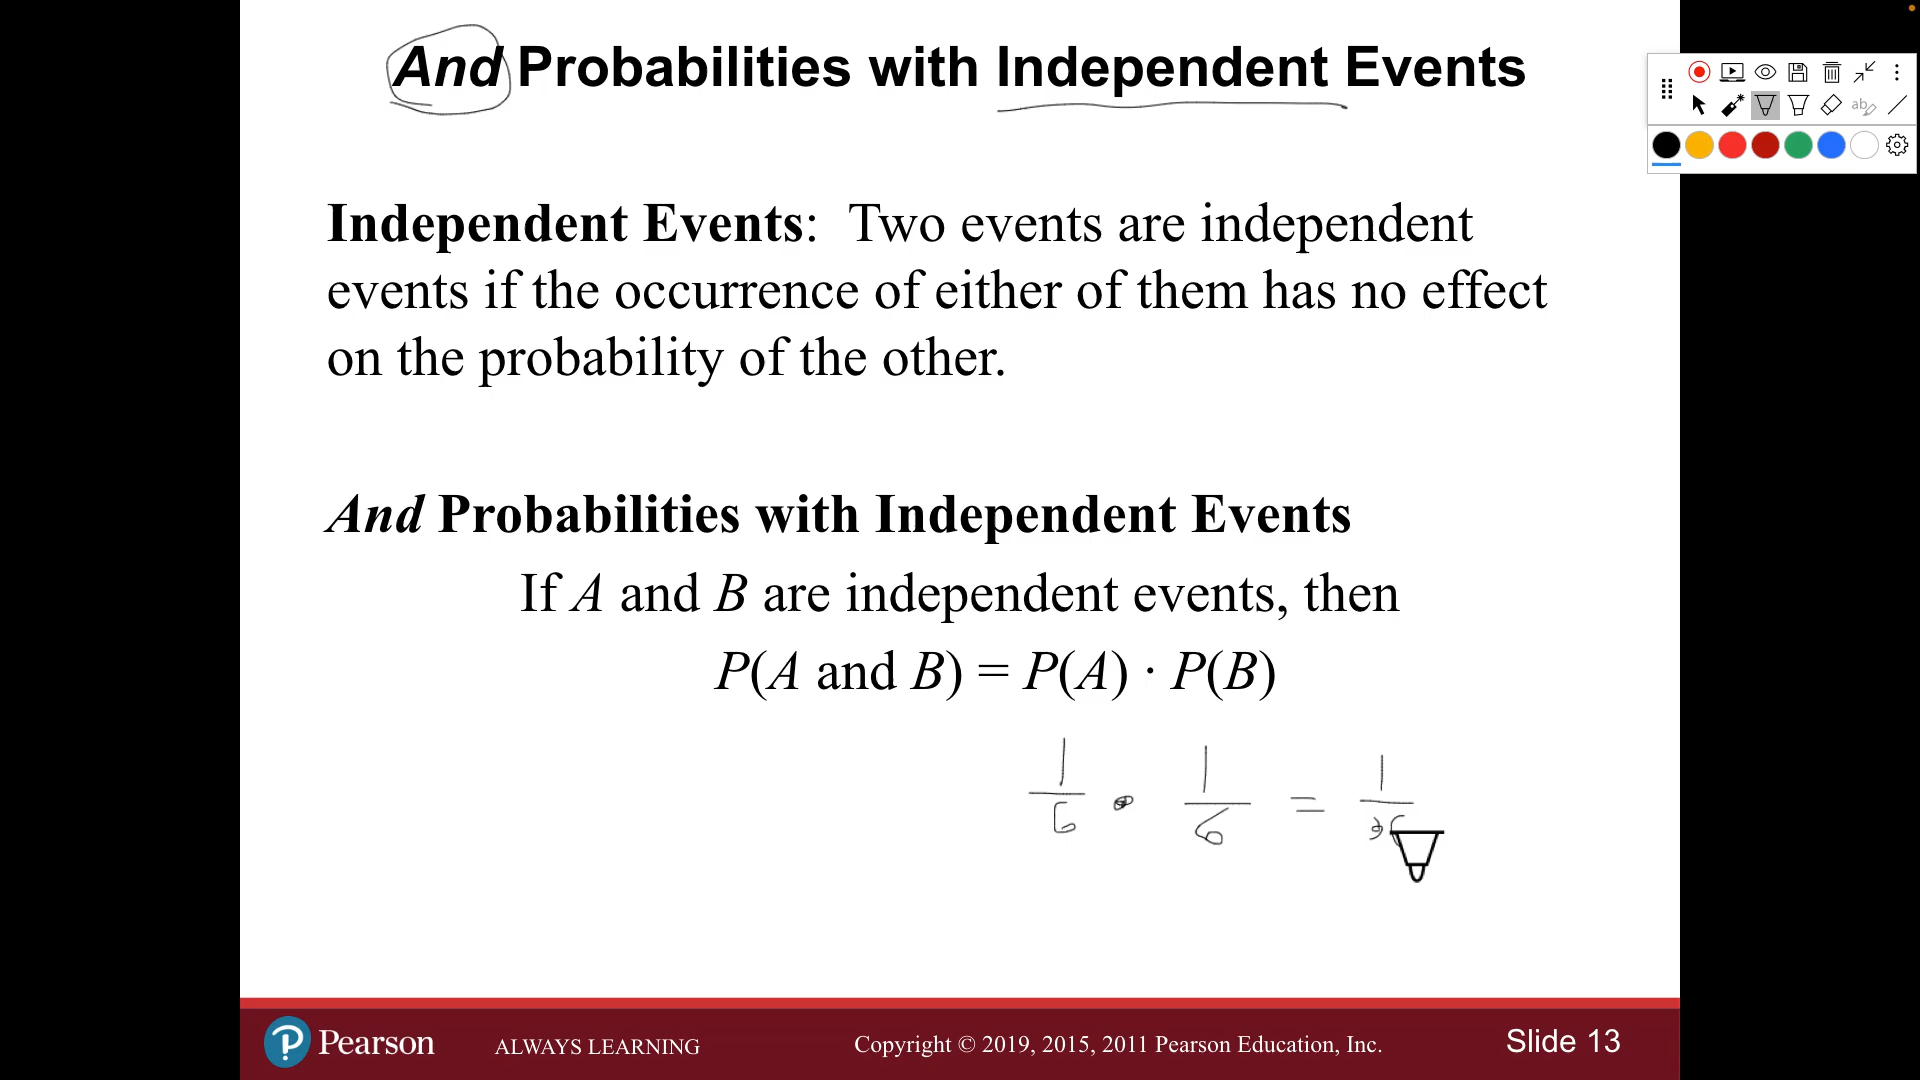 And Probabilities with Independent Events
Independent Events: Two events are independent
events if the occurrence of either of them has no effect
on the probability of the other.
And Probabilities with Independent Events
If A and B are independent events, then
P(A and B) = P(A) · P(B)
1/6 · 1/6 = 1/36
Pearson ALWAYS LEARNING Copyright © 2019, 2015, 2011 Pearson Education, Inc. Slide 13